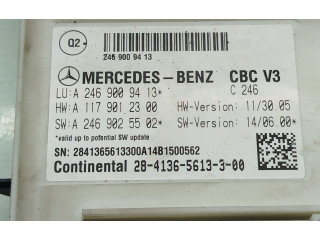 Q2
246 900 94 13
MERCEDES-BENZ CBC V3
LU:A 246 900 94 13* C 246
HW:A 117 901 23 00 HW-Version: 11/30.05
SW:A 246 902 55 02* SW-Version: 14/06.00*
*valid up to potential SW update
SN: 2841365613300A14B1500562
Continental 28-4136-5613-3-00